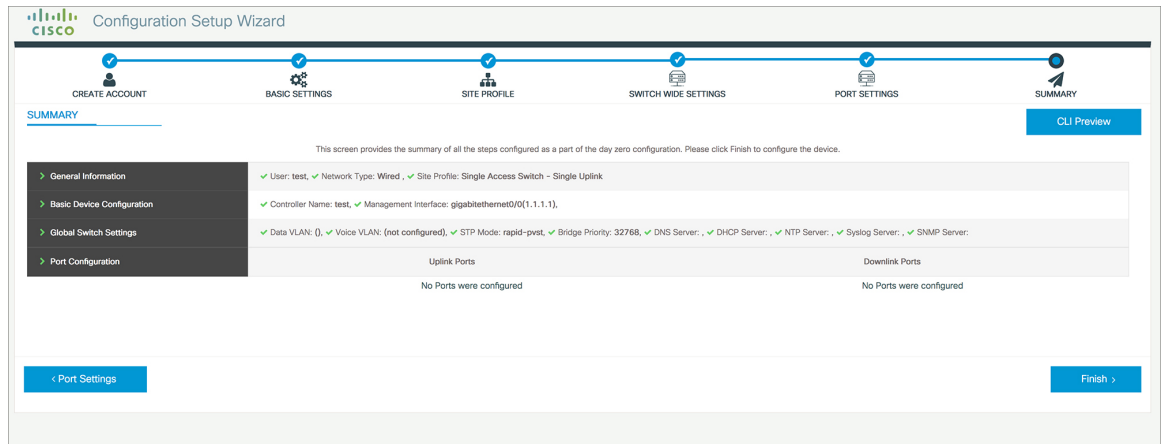 CISCO Configuration Setup Wizard
CREATE ACCOUNT BASIC SETTINGS SITE PROFILE SWITCH WIDE SETTINGS PORT SETTINGS SUMMARY
SUMMARY
CLI Preview
This screen provides the summary of all the steps configured as a part of the day zero configuration. Please click Finish to configure the device.
> General Information ✔ User: test, ✔ Network Type: Wired , ✔ Site Profile: Single Access Switch - Single Uplink
> Basic Device Configuration ✔ Controller Name: test, ✔ Management Interface: gigabitethernet0/0(1.1.1.1),
> Global Switch Settings ✔ Data VLAN: (), ✔ Voice VLAN: (not configured), ✔ STP Mode: rapid-pvst, ✔ Bridge Priority: 32768, ✔ DNS Server: , ✔ DHCP Server: , ✔ NTP Server: , ✔ Syslog Server: , ✔ SNMP Server:
> Port Configuration Uplink Ports Downlink Ports
No Ports were configured No Ports were configured
< Port Settings Finish >